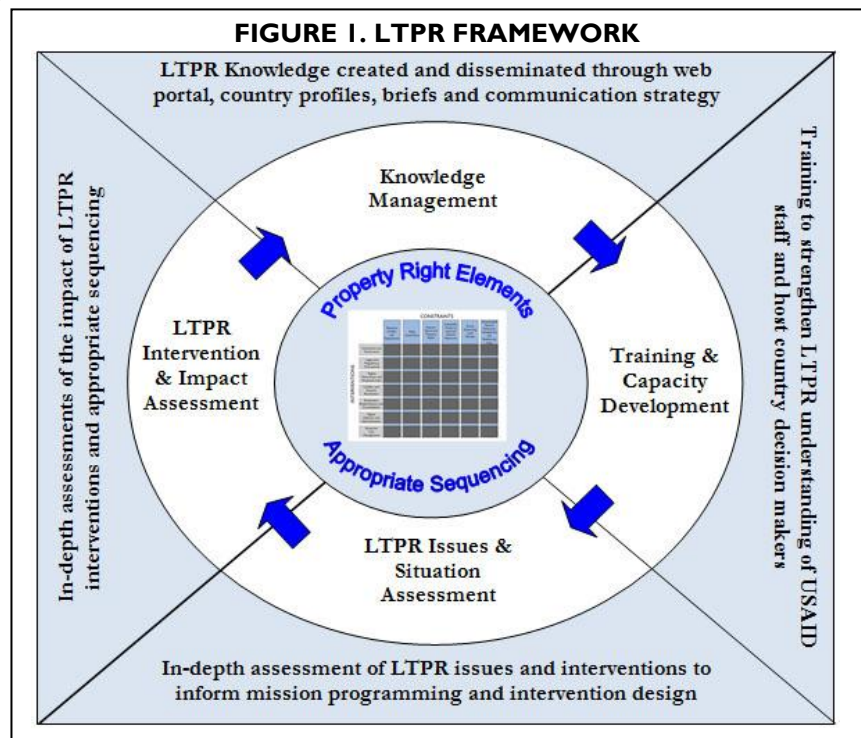 FIGURE 1. LTPR FRAMEWORK
LTPR Knowledge created and disseminated through web
portal, country profiles, briefs and communication strategy
Knowledge
Management
Training to strengthen LTPR understanding of USAID
staff and host country decision makers
Training &
Capacity
Development
In-depth assessments of the impact of LTPR
interventions and appropriate sequencing
LTPR
Intervention
& Impact
Assessment
Property Right Elements
CONSTRAINTS
INTERVENTIONS
Appropriate Sequencing
LTPR Issues &
Situation
Assessment
In-depth assessment of LTPR issues and interventions to
inform mission programming and intervention design